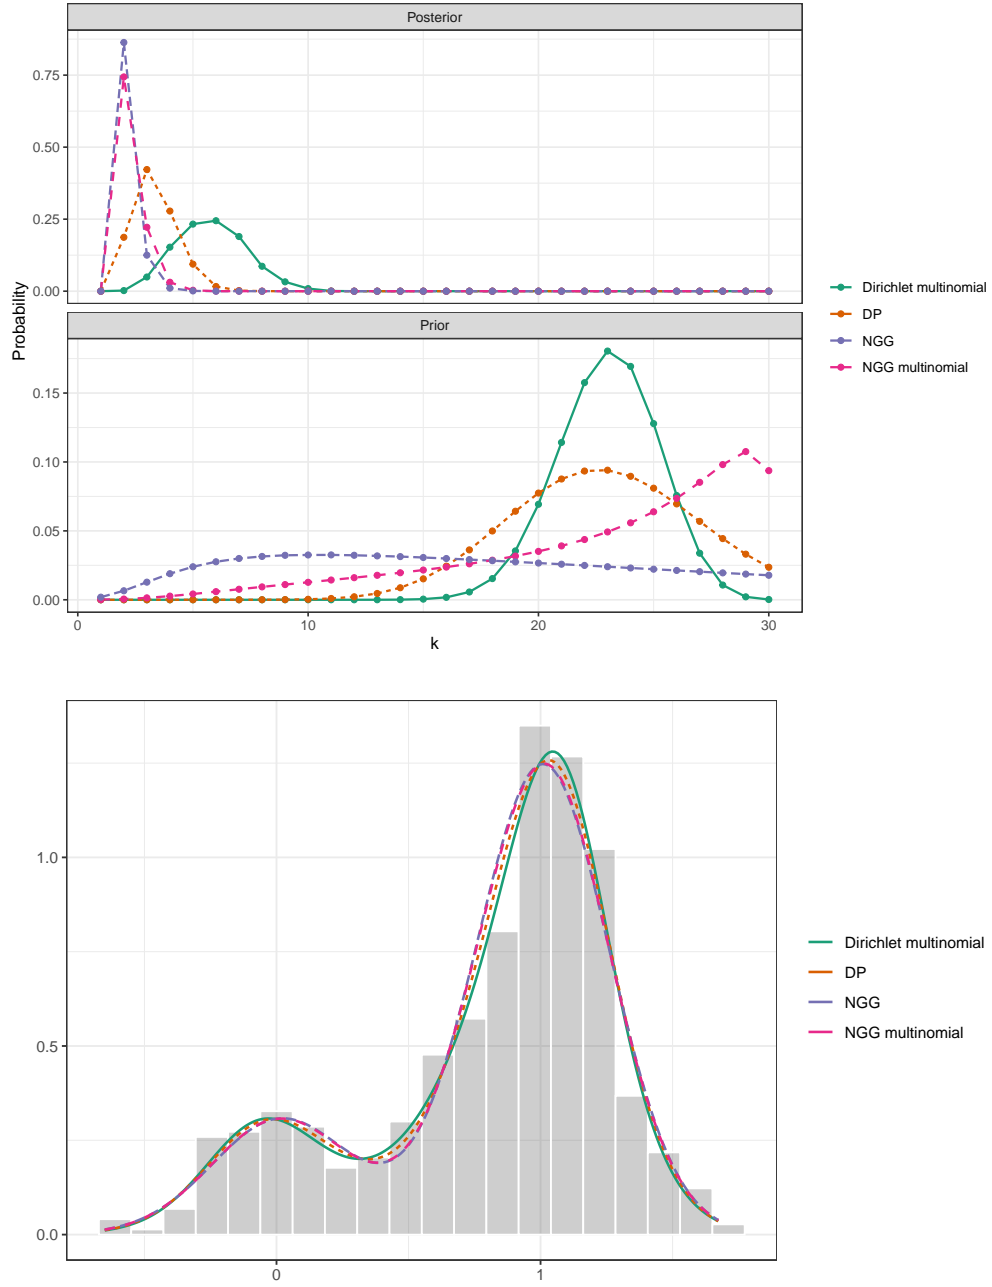 Posterior
0.75
0.50
0.25
0.00
Probability
Prior
0.15
0.10
0.05
0.00
0
10
20
30
k
Dirichlet multinomial
DP
NGG
NGG multinomial
1.0
0.5
0.0
0
1
Dirichlet multinomial
DP
NGG
NGG multinomial